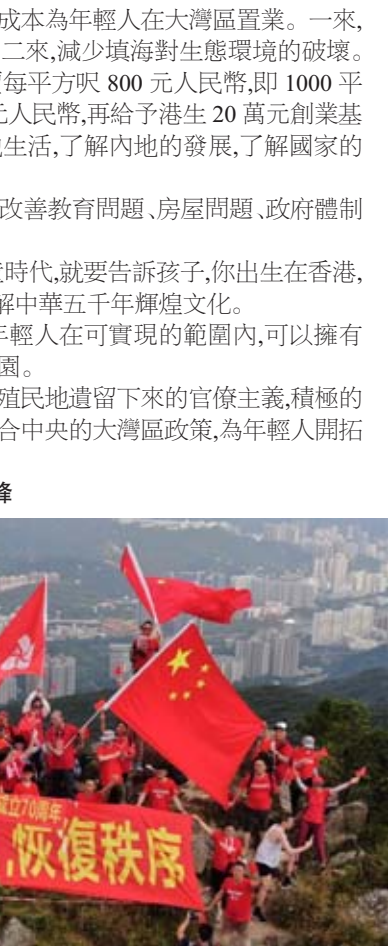 成本為年輕人在大灣區置業。一來,
二來,減少填海對生態環境的破壞。
每平方呎 800 元人民幣,即 1000 平
元人民幣,再給予港生 20 萬元創業基
生活,了解內地的發展,了解國家的
改善教育問題、房屋問題、政府體制
時代,就要告訴孩子,你出生在香港,
解中華五千年輝煌文化。
年輕人在可實現的範圍內,可以擁有
園。
殖民地遺留下來的官僚主義,積極的
合中央的大灣區政策,為年輕人開拓
成立70周年
,恢復秩序